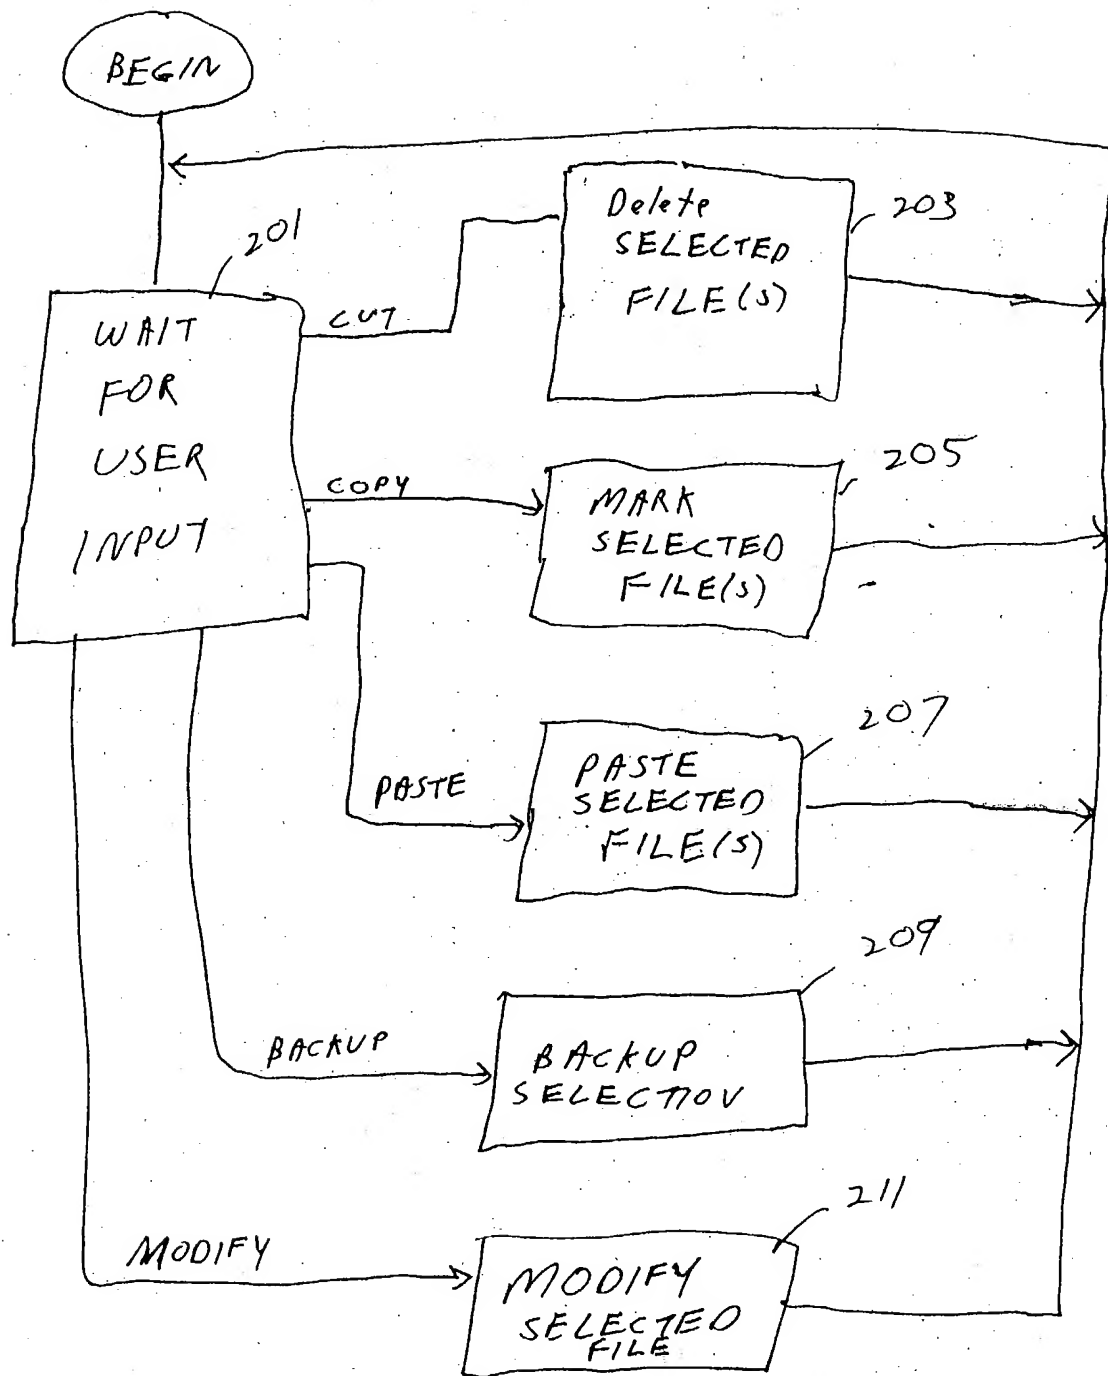 BEGIN
201
WAIT
FOR
USER
INPUT
CUT
Delete
SELECTED
FILE(S)
203
COPY
MARK
SELECTED
FILE(S)
205
PASTE
PASTE
SELECTED
FILE(S)
207
BACKUP
BACKUP
SELECTION
209
MODIFY
MODIFY
SELECTED
FILE
211